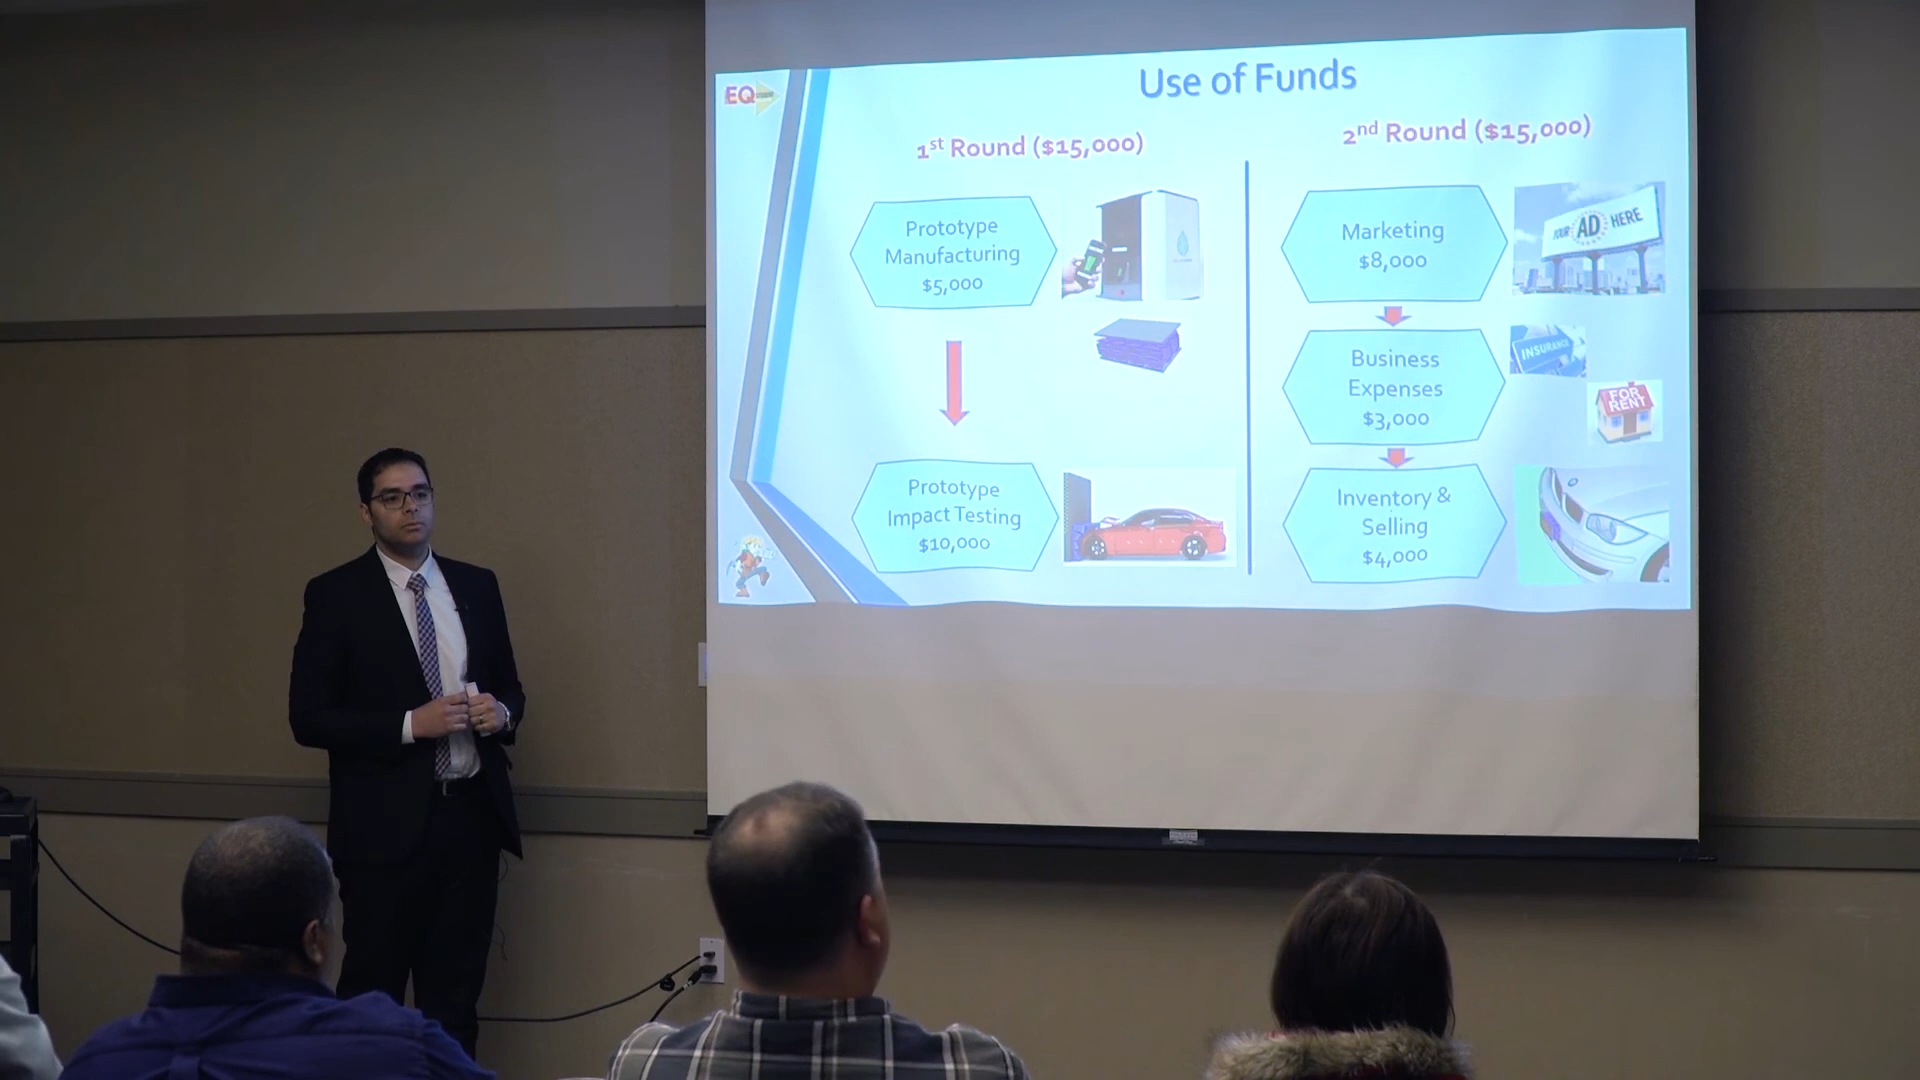 EQ
Use of Funds
1st Round ($15,000)
Prototype
Manufacturing
$5,000
Prototype
Impact Testing
$10,000
2nd Round ($15,000)
Marketing
$8,000
YOUR AD HERE
Business
Expenses
$3,000
INSURANCE
FOR
RENT
Inventory &
Selling
$4,000